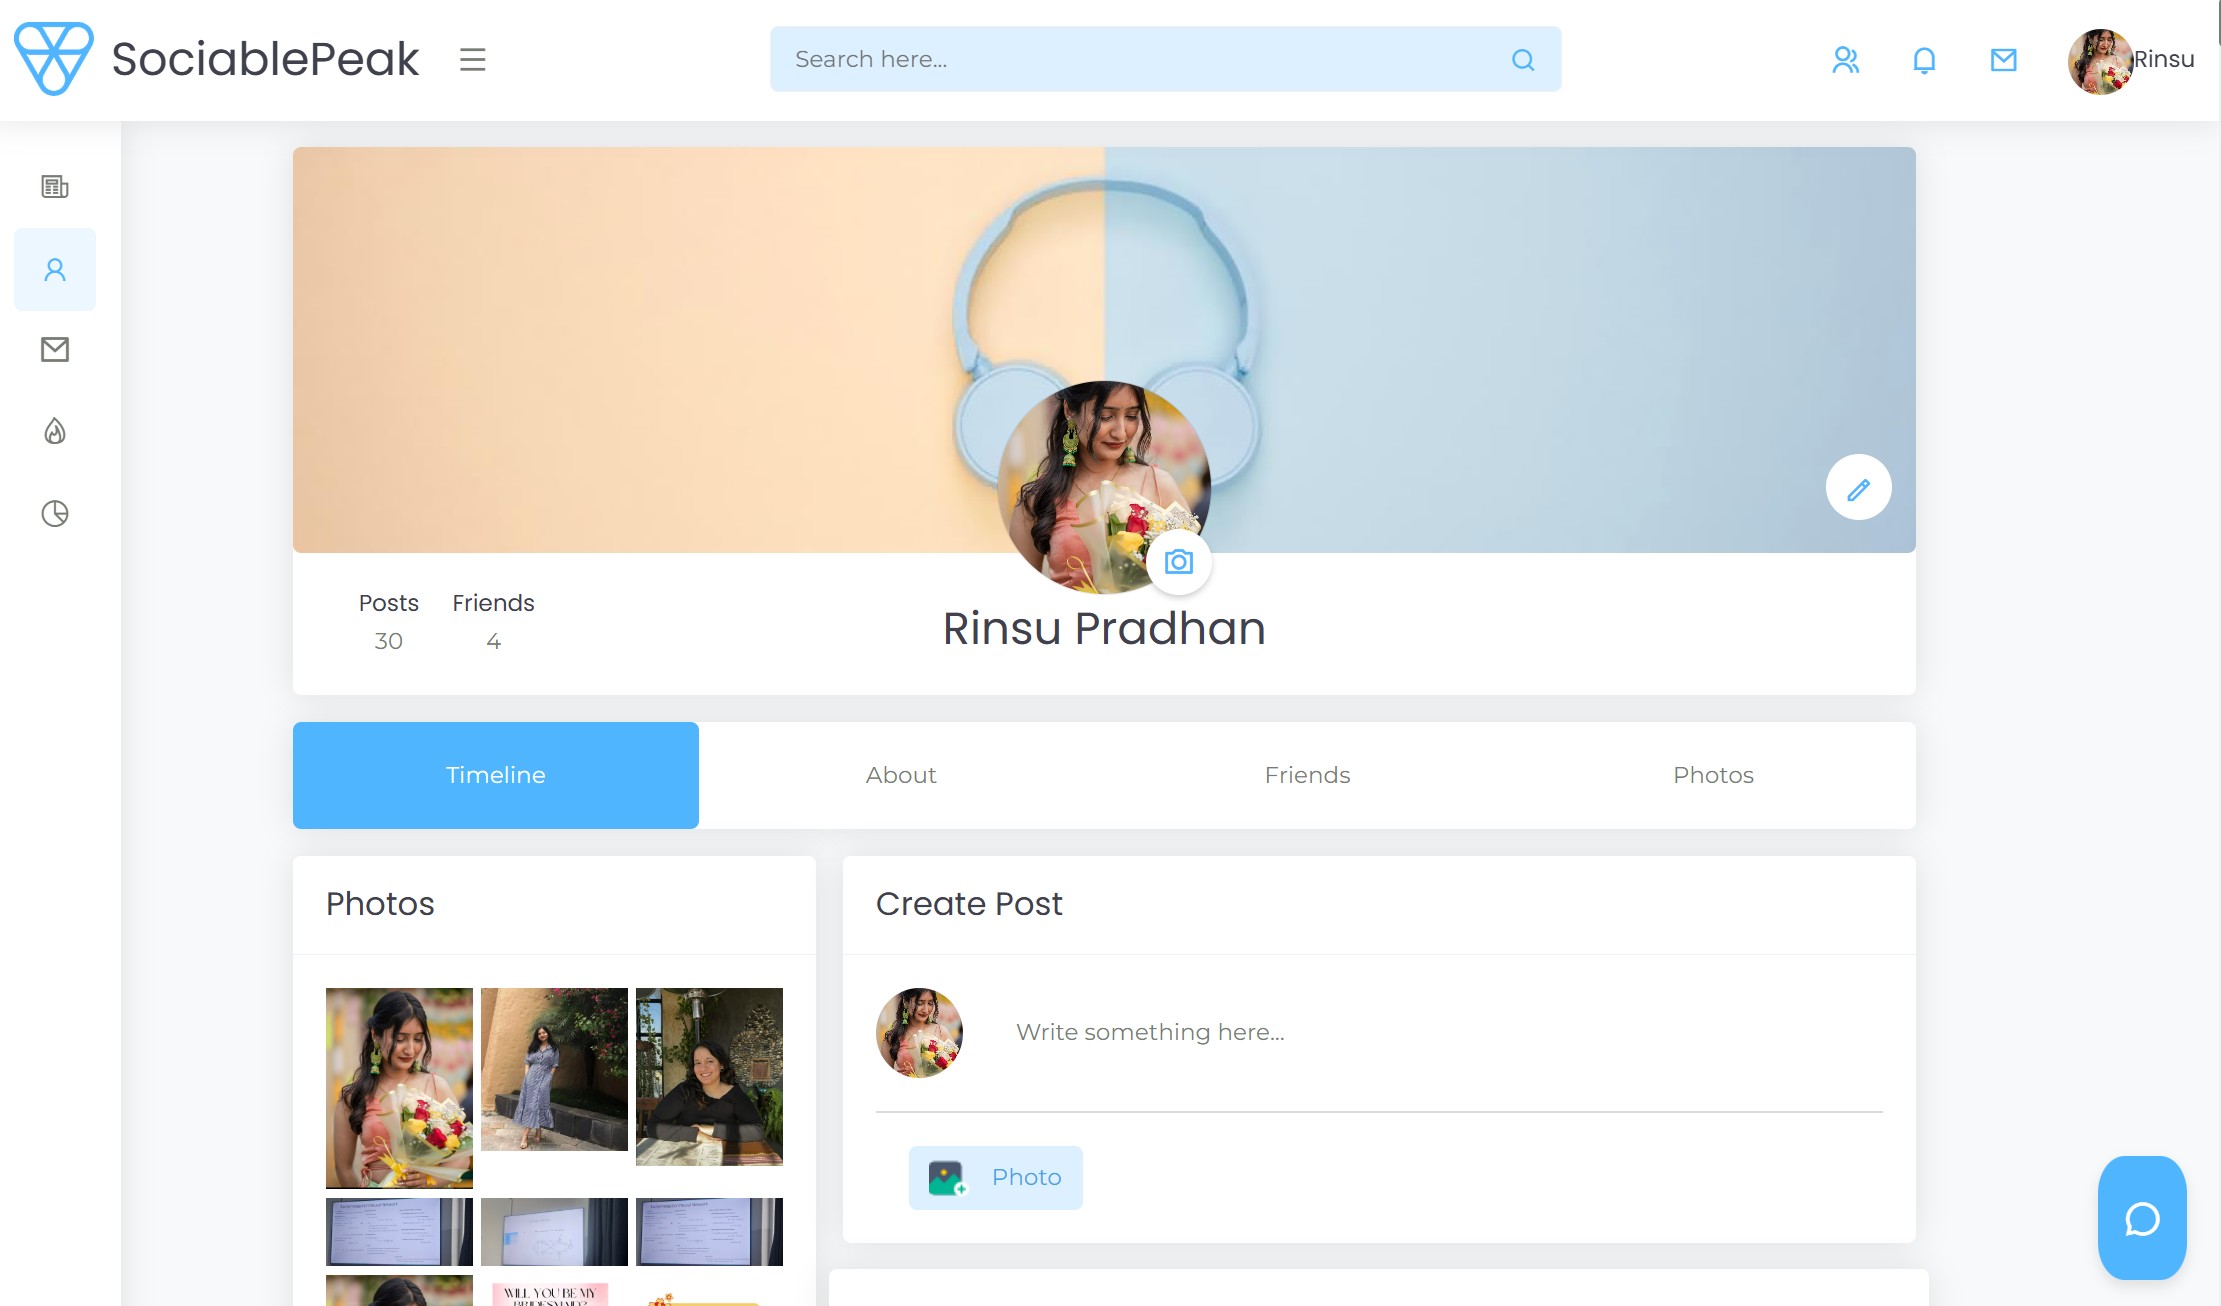 SociablePeak
Search here...
Rinsu
Posts
30
Friends
4
Rinsu Pradhan
Timeline
About
Friends
Photos
Photos
Create Post
Write something here...
Photo
WILL YOU BE MY